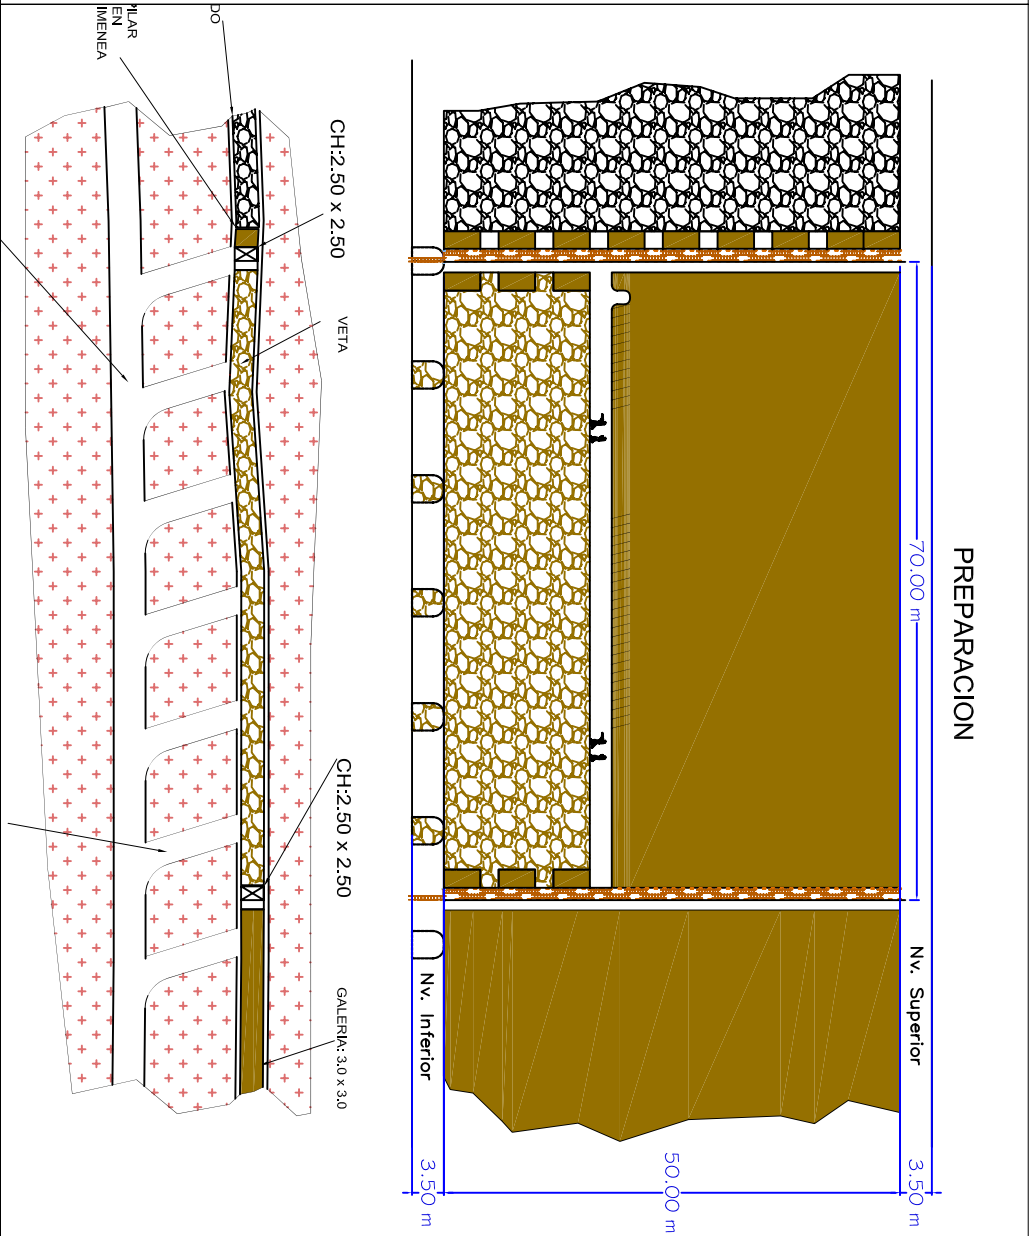 PREPARACION
70.00 m
Nv. Superior
3.50 m
50.00 m
Nv. Inferior
3.50 m
CH:2.50 x 2.50
VETA
CH:2.50 x 2.50
GALERIA: 3.0 x 3.0
DO
PILAR
EN
IMENEA